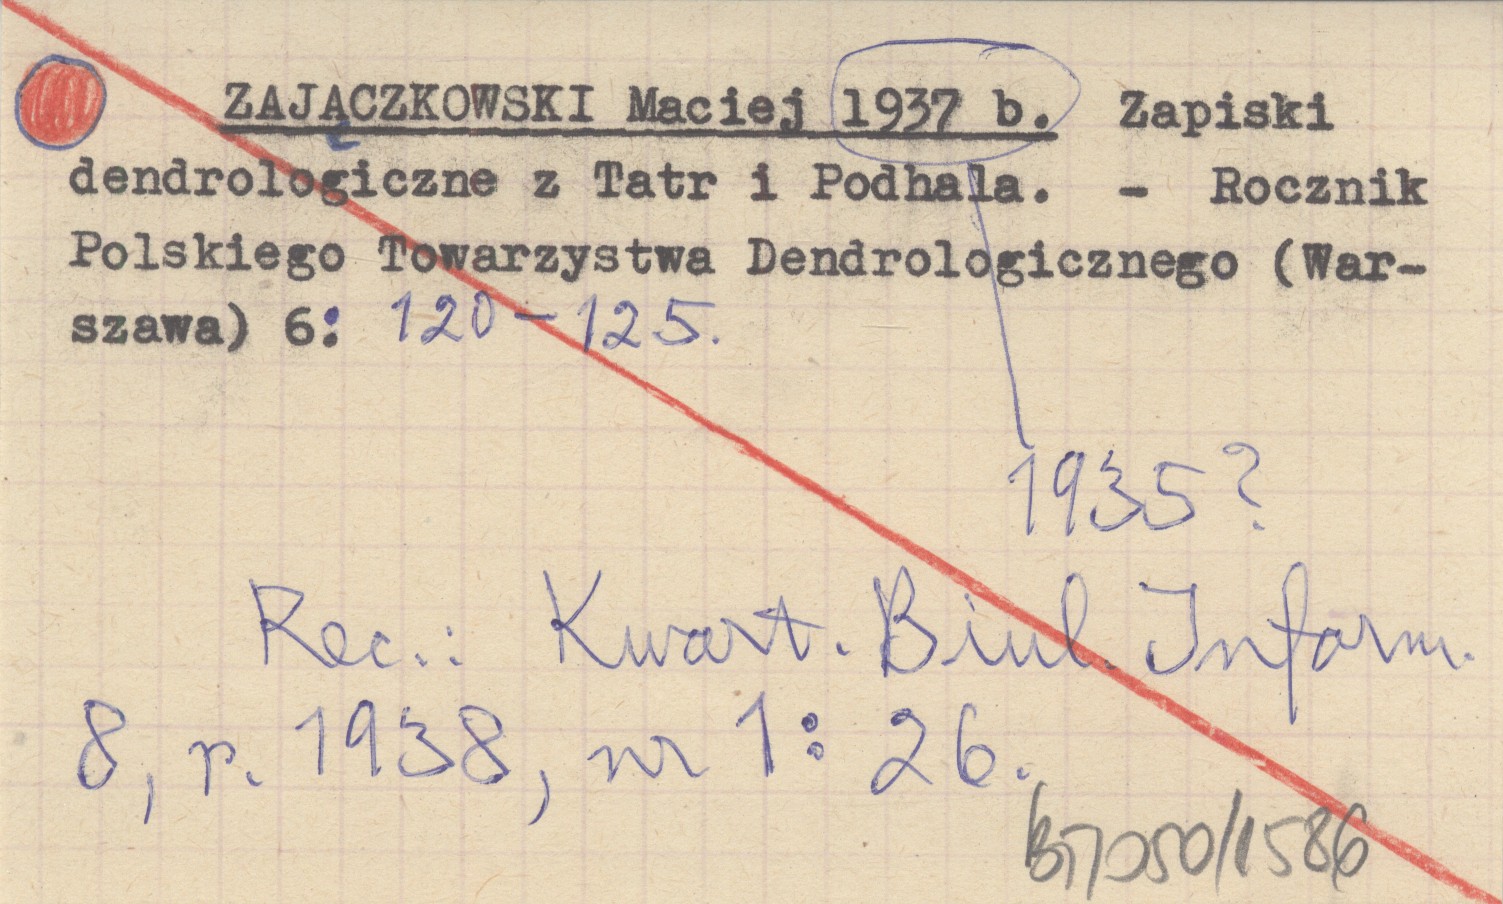 ZAJĄCZKOWSKI Maciej 1937 b. Zapiski
dendrologiczne z Tatr i Podhala. - Rocznik
Polskiego Towarzystwa Dendrologicznego (War-
szawa) 6: 120-125.
1935?
Rec.: Kwart. Biul. Inform.
8, r. 1938, nr 1: 26.
/1586